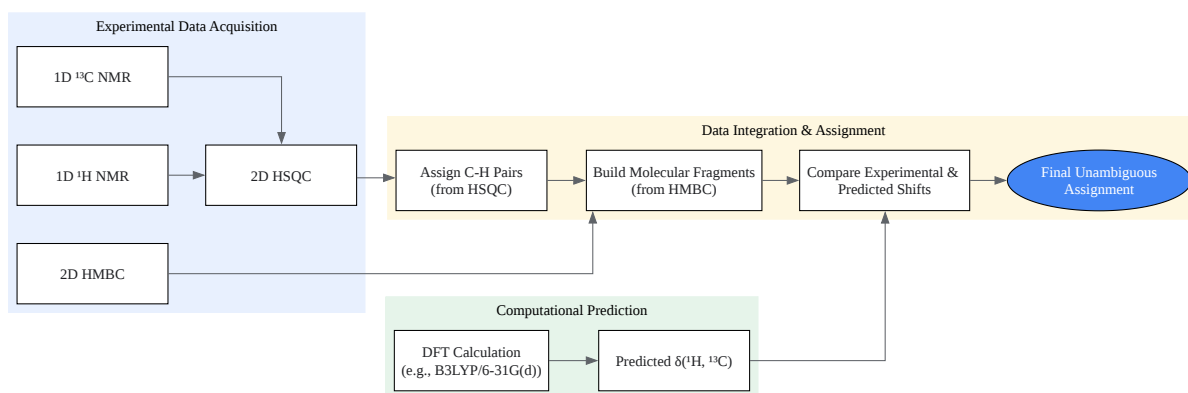 Experimental Data Acquisition
1D ¹³C NMR
1D ¹H NMR
2D HSQC
2D HMBC
Data Integration & Assignment
Assign C-H Pairs
(from HSQC)
Build Molecular Fragments
(from HMBC)
Compare Experimental &
Predicted Shifts
Final Unambiguous
Assignment
Computational Prediction
DFT Calculation
(e.g., B3LYP/6-31G(d))
Predicted δ(¹H, ¹³C)